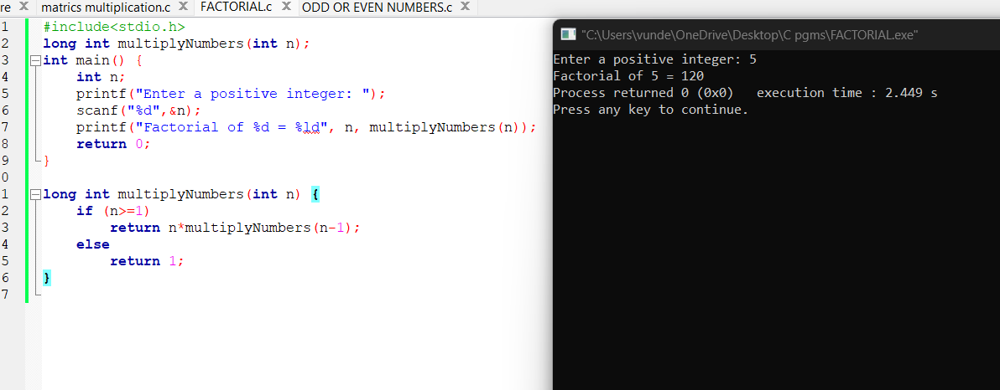 re matrics multiplication.c FACTORIAL.c ODD OR EVEN NUMBERS.c
1 #include<stdio.h>
2 long int multiplyNumbers(int n);
3 int main() {
4 int n;
5 printf("Enter a positive integer: ");
6 scanf("%d",&n);
7 printf("Factorial of %d = %ld", n, multiplyNumbers(n));
8 return 0;
9 }
0
1 long int multiplyNumbers(int n) {
2 if (n>=1)
3 return n*multiplyNumbers(n-1);
4 else
5 return 1;
6 }
7
"C:\Users\vunde\OneDrive\Desktop\C pgms\FACTORIAL.exe"
Enter a positive integer: 5
Factorial of 5 = 120
Process returned 0 (0x0) execution time : 2.449 s
Press any key to continue.